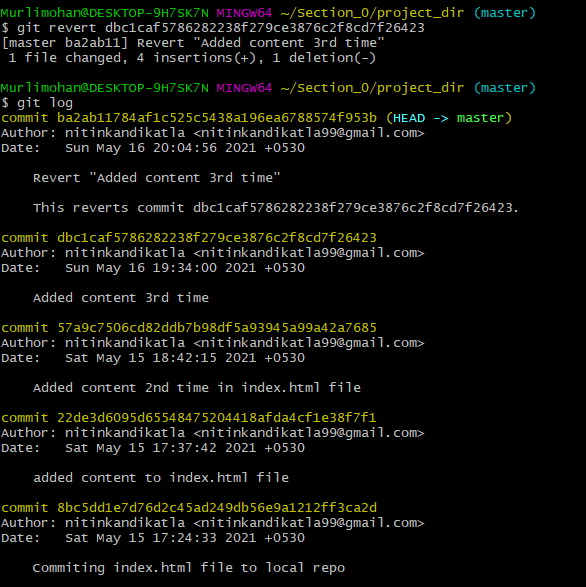 Murlimohan@DESKTOP-9H7SK7N MINGW64 ~/Section_0/project_dir (master)
$ git revert dbc1caf5786282238f279ce3876c2f8cd7f26423
[master ba2ab11] Revert "Added content 3rd time"
 1 file changed, 4 insertions(+), 1 deletion(-)
Murlimohan@DESKTOP-9H7SK7N MINGW64 ~/Section_0/project_dir (master)
$ git log
commit ba2ab11784af1c525c5438a196ea6788574f953b (HEAD -> master)
Author: nitinkandikatla <nitinkandikatla99@gmail.com>
Date:   Sun May 16 20:04:56 2021 +0530
    Revert "Added content 3rd time"
    This reverts commit dbc1caf5786282238f279ce3876c2f8cd7f26423.
commit dbc1caf5786282238f279ce3876c2f8cd7f26423
Author: nitinkandikatla <nitinkandikatla99@gmail.com>
Date:   Sun May 16 19:34:00 2021 +0530
    Added content 3rd time
commit 57a9c7506cd82ddb7b98df5a93945a99a42a7685
Author: nitinkandikatla <nitinkandikatla99@gmail.com>
Date:   Sat May 15 18:42:15 2021 +0530
    Added content 2nd time in index.html file
commit 22de3d6095d65548475204418afda4cf1e38f7f1
Author: nitinkandikatla <nitinkandikatla99@gmail.com>
Date:   Sat May 15 17:37:42 2021 +0530
    added content to index.html file
commit 8bc5dd1e7d76d2c45ad249db56e9a1212ff3ca2d
Author: nitinkandikatla <nitinkandikatla99@gmail.com>
Date:   Sat May 15 17:24:33 2021 +0530
    Commiting index.html file to local repo